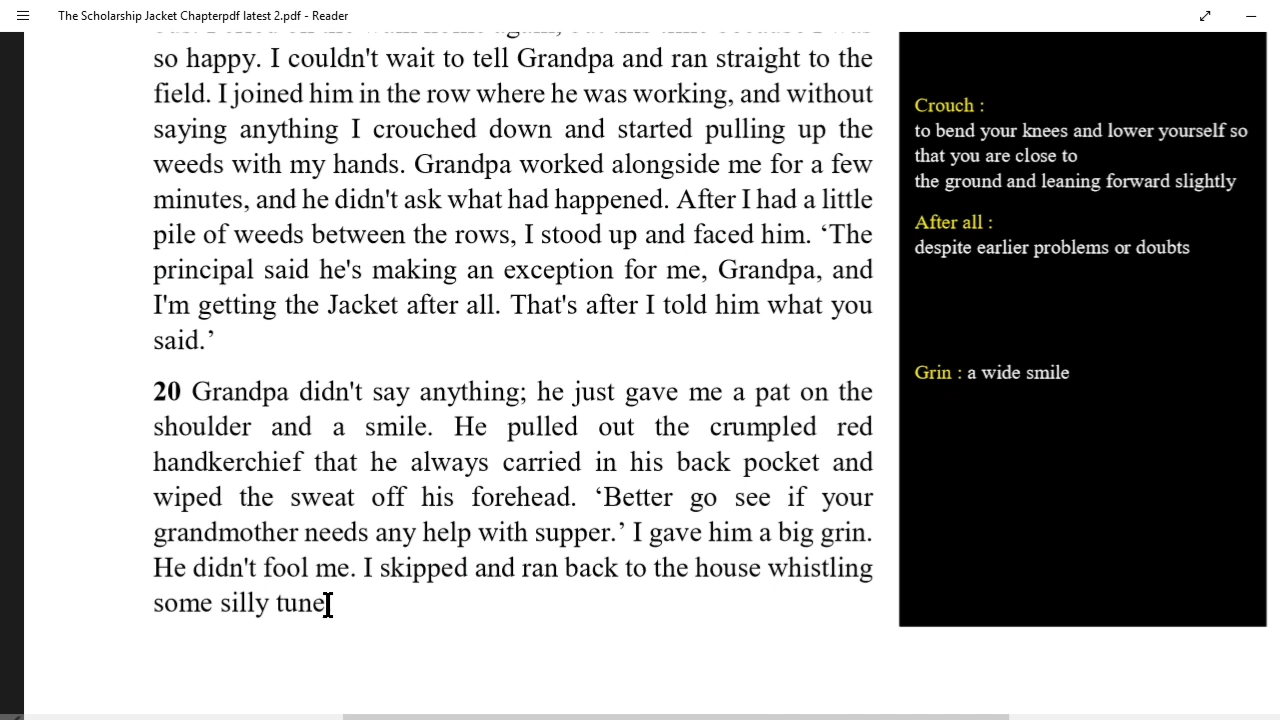 The Scholarship Jacket Chapterpdf latest 2.pdf - Reader
so happy. I couldn't wait to tell Grandpa and ran straight to the
field. I joined him in the row where he was working, and without
saying anything I crouched down and started pulling up the
weeds with my hands. Grandpa worked alongside me for a few
minutes, and he didn't ask what had happened. After I had a little
pile of weeds between the rows, I stood up and faced him. ‘The
principal said he's making an exception for me, Grandpa, and
I'm getting the Jacket after all. That's after I told him what you
said.’
20 Grandpa didn't say anything; he just gave me a pat on the
shoulder and a smile. He pulled out the crumpled red
handkerchief that he always carried in his back pocket and
wiped the sweat off his forehead. ‘Better go see if your
grandmother needs any help with supper.’ I gave him a big grin.
He didn't fool me. I skipped and ran back to the house whistling
some silly tune
Crouch :
to bend your knees and lower yourself so
that you are close to
the ground and leaning forward slightly
After all :
despite earlier problems or doubts
Grin : a wide smile